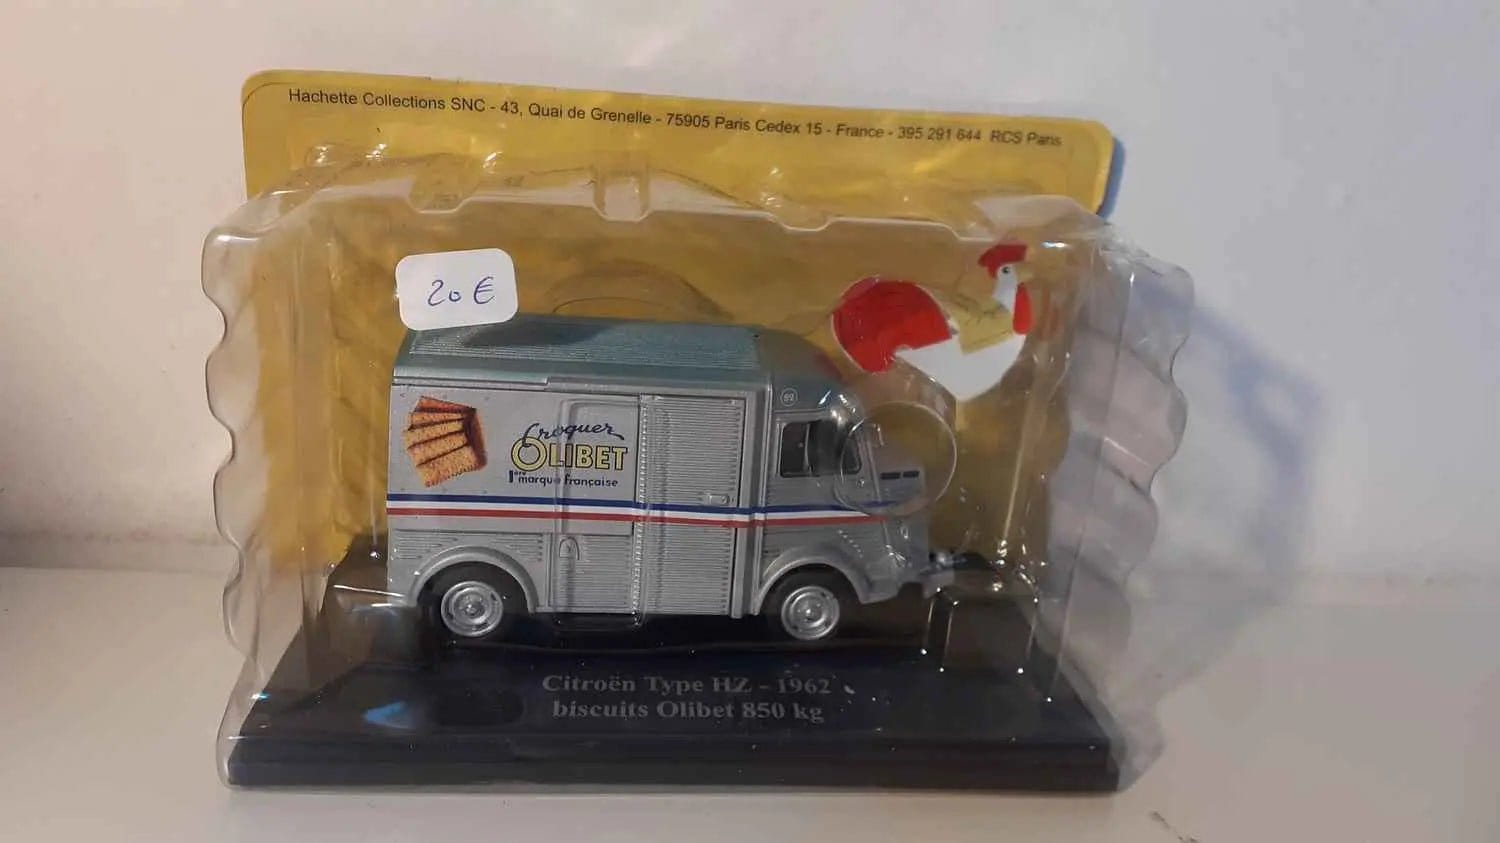 Hachette Collections SNC - 43, Quai de Grenelle - 75905 Paris Cedex 15 - France - 395 291 644 RCS Paris
20 €
Croquer
OLIBET
1ère marque française
Citroën Type HZ - 1962
biscuits Olibet 850 kg